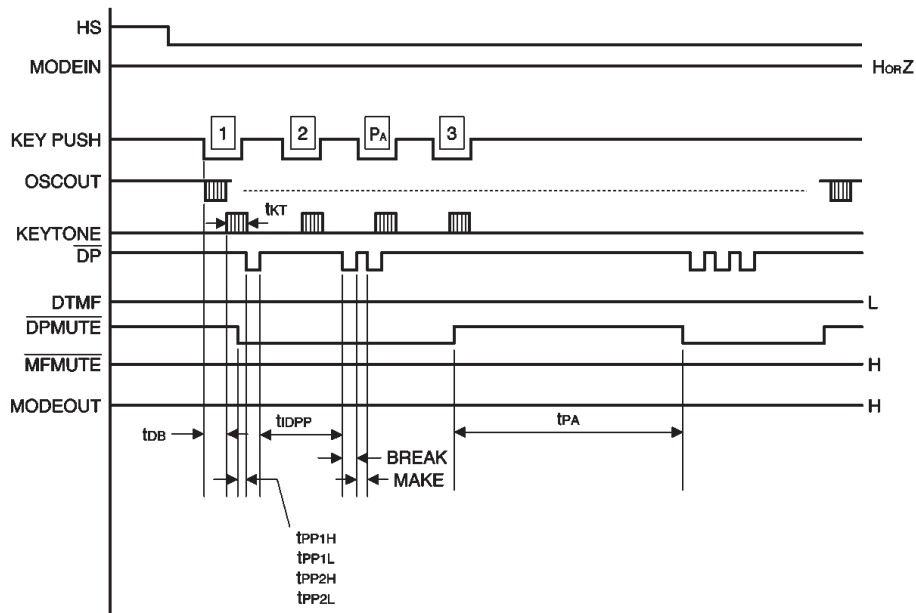 HS
MODEIN
HORZ
1
2
PA
3
KEY PUSH
OSCOUT
tKT
KEYTONE
DP
DTMF
L
DPMUTE
MFMUTE
H
MODEOUT
H
tDB
tIDPP
tPA
BREAK
MAKE
tPP1H
tPP1L
tPP2H
tPP2L